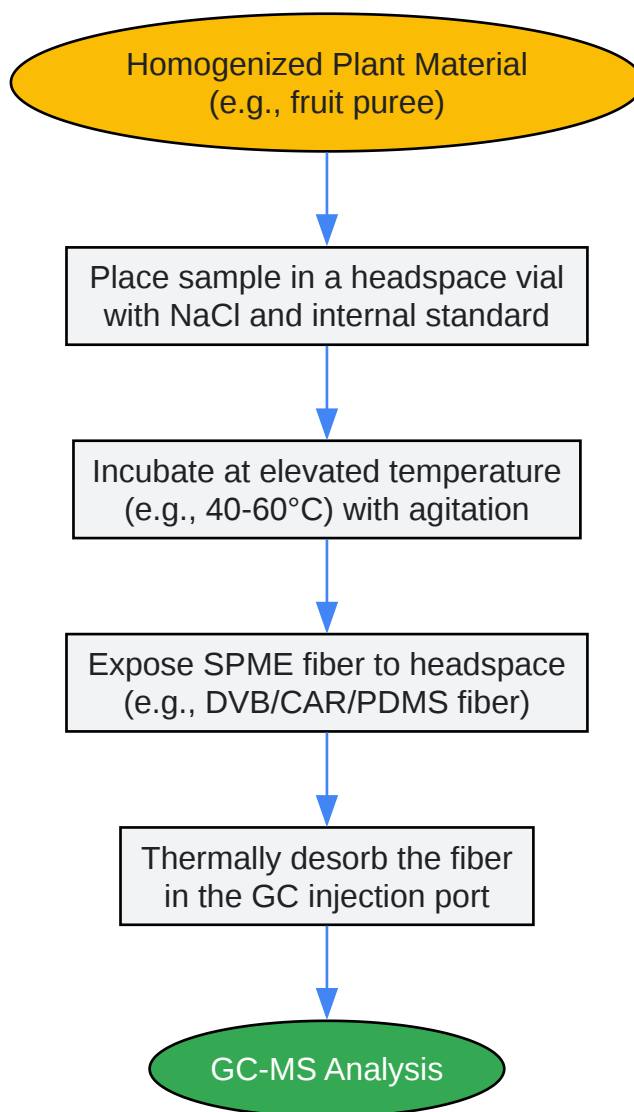 Homogenized Plant Material
(e.g., fruit puree)
Place sample in a headspace vial
with NaCl and internal standard
Incubate at elevated temperature
(e.g., 40-60°C) with agitation
Expose SPME fiber to headspace
(e.g., DVB/CAR/PDMS fiber)
Thermally desorb the fiber
in the GC injection port
GC-MS Analysis